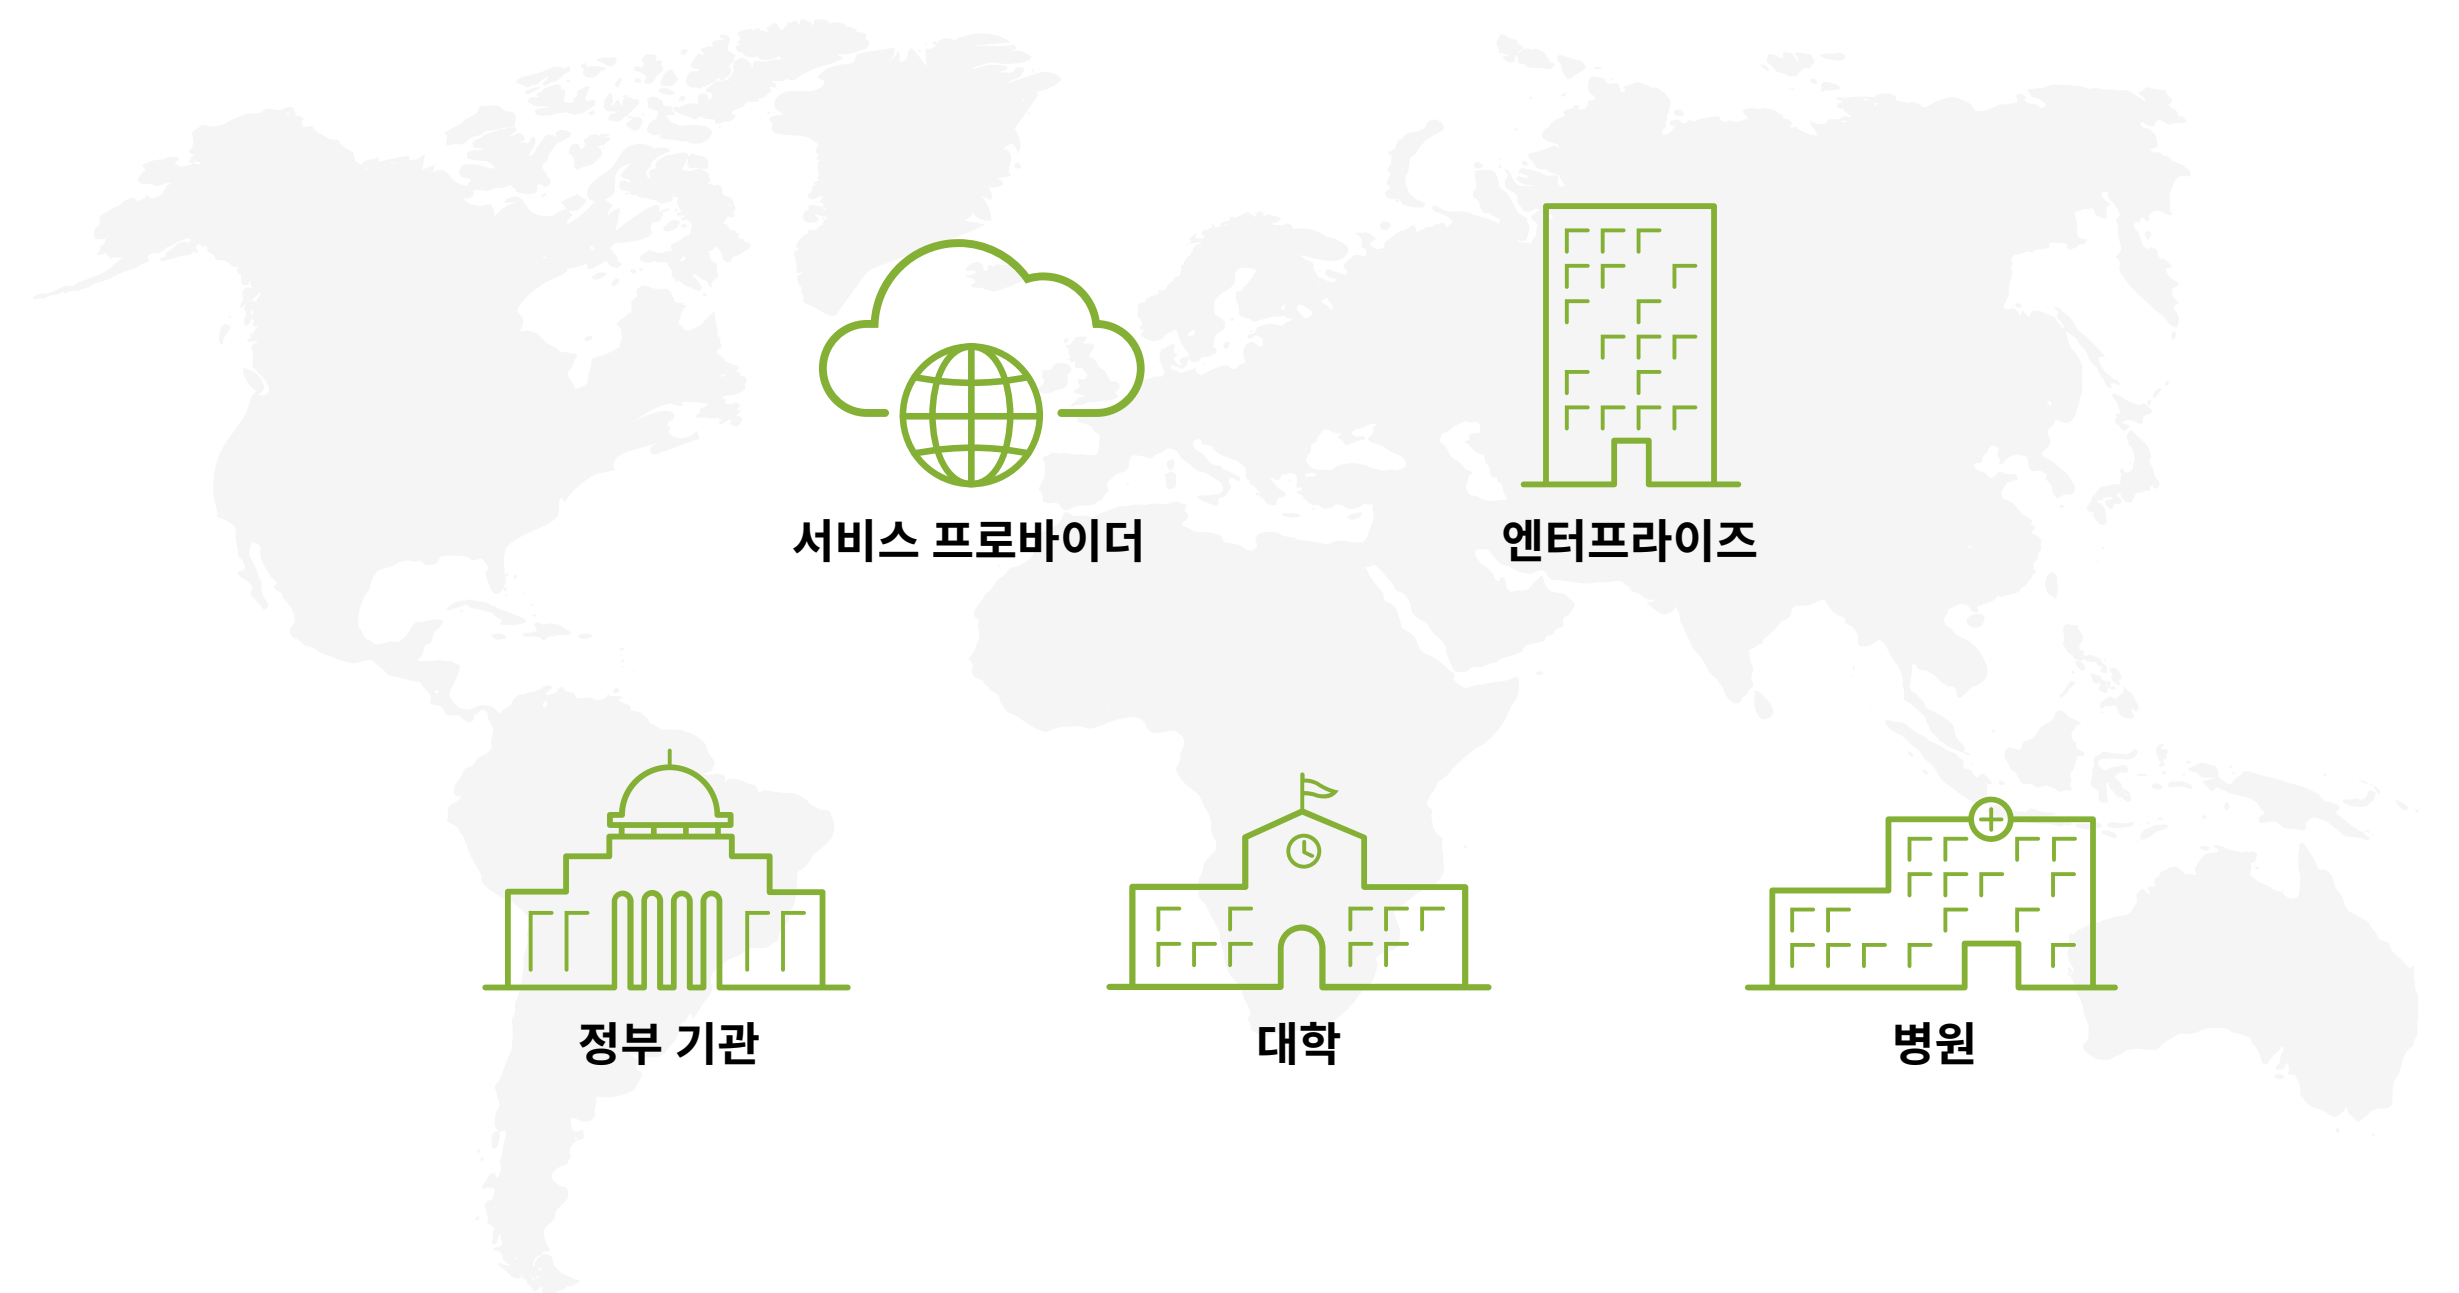 서비스 프로바이더
엔터프라이즈
정부 기관
대학
병원